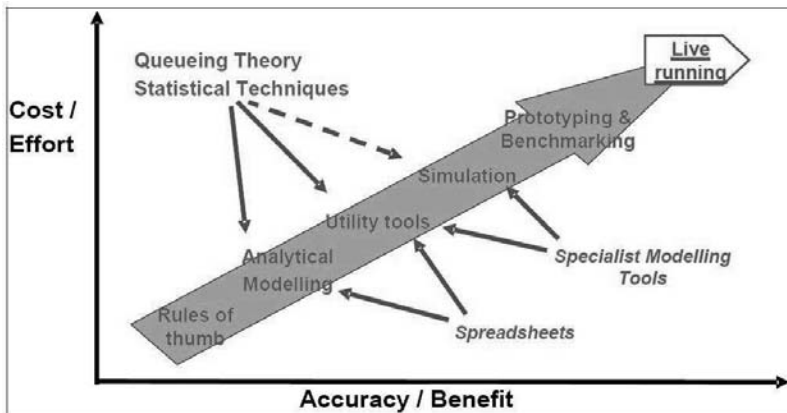 Queueing Theory
Statistical Techniques
Live
running
Cost /
Effort
Prototyping &
Benchmarking
Simulation
Utility tools
Analytical
Modelling
Specialist Modelling
Tools
Rules of
thumb
Spreadsheets
Accuracy / Benefit